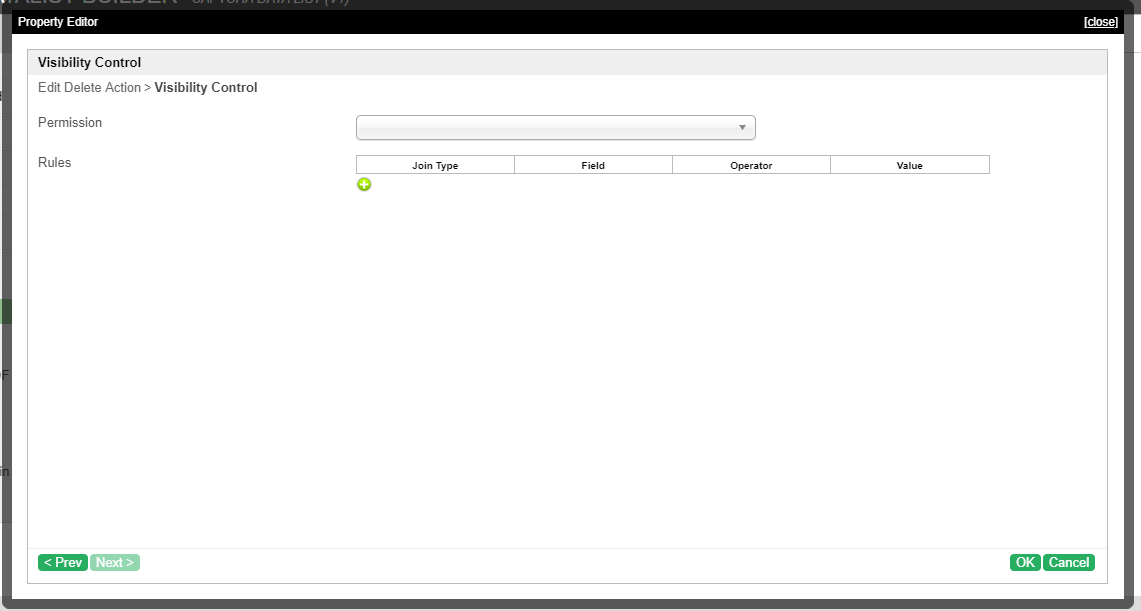 Property Editor [close]
Visibility Control
Edit Delete Action > Visibility Control
Permission
Rules
Join Type Field Operator Value
< Prev Next > OK Cancel